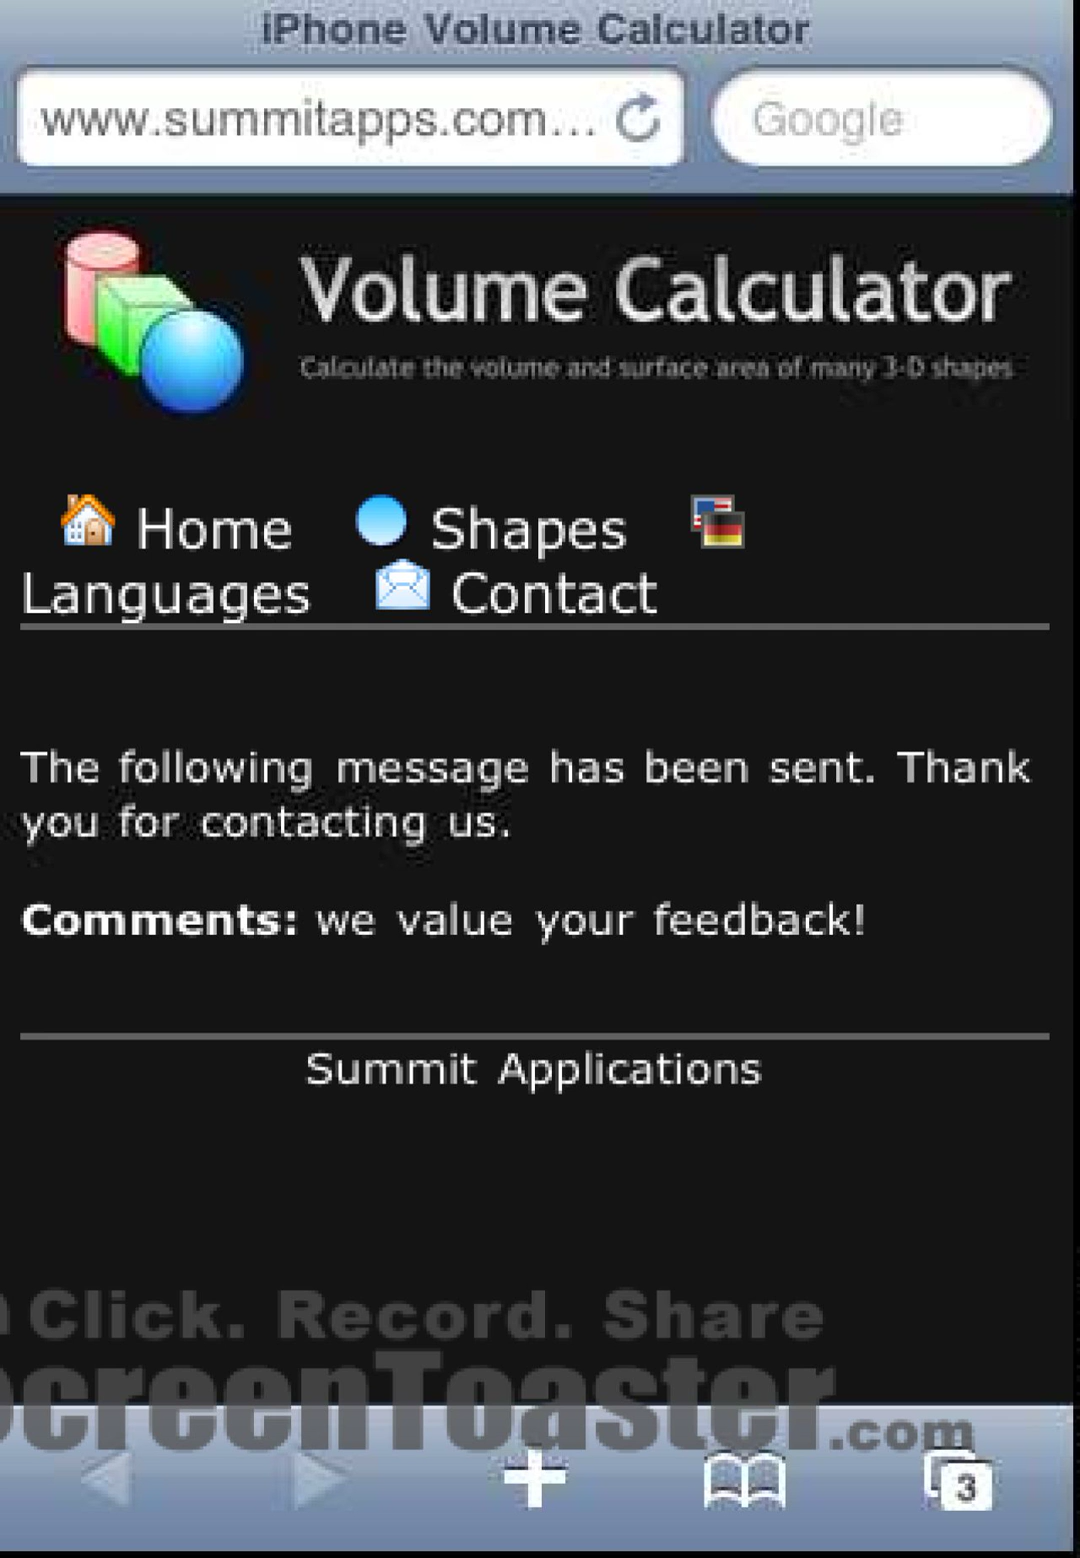 iPhone Volume Calculator
www.summitapps.com...
Google
Volume Calculator
Calculate the volume and surface area of many 3-D shapes
Home Shapes
Languages Contact
The following message has been sent. Thank
you for contacting us.
Comments: we value your feedback!
Summit Applications
Click. Record. Share
ScreenToaster.com
3